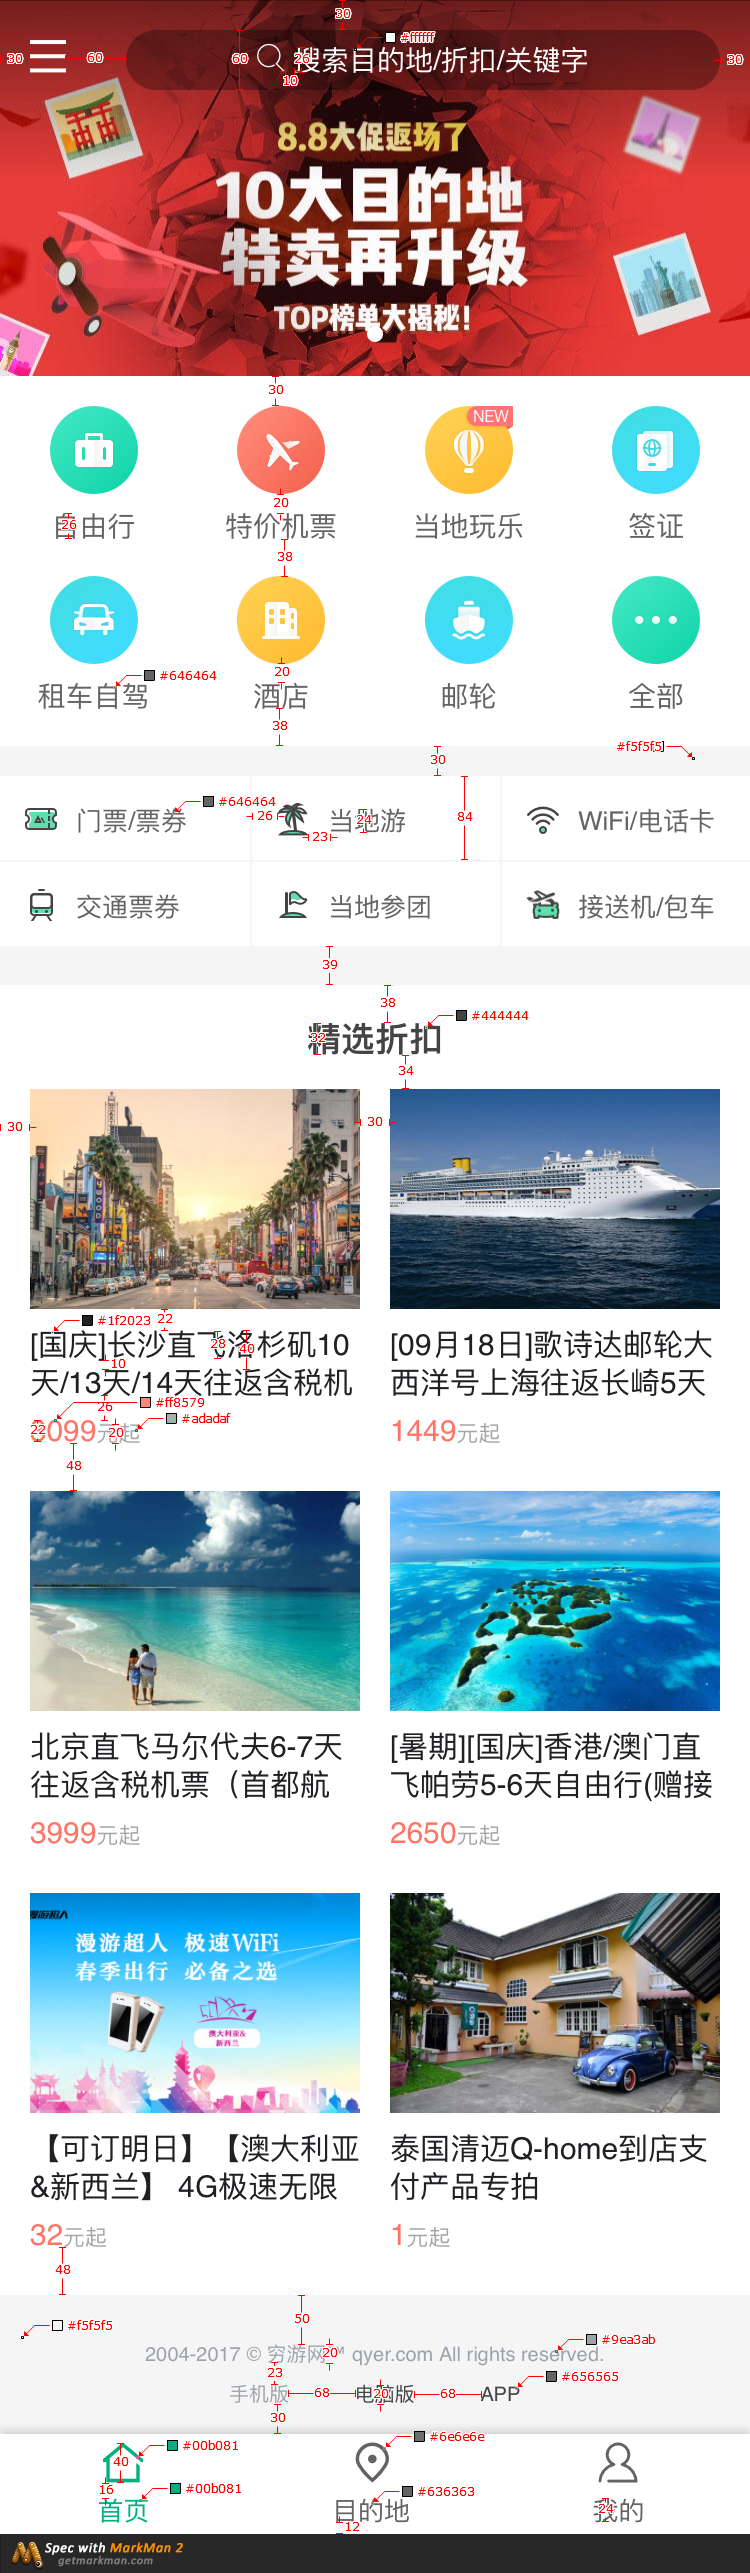 30
#ffffff
30
60
60
26
搜索目的地/折扣/关键字
30
10
8.8大促返场了
10大目的地
特卖再升级
TOP榜单大揭秘!
30
NEW
20
自由行
26
特价机票
当地玩乐
签证
38
20
#646464
租车自驾
酒店
邮轮
全部
38
#f5f5f5
30
#646464
门票/票券
26
当地游
24
84
WiFi/电话卡
23
交通票券
当地参团
接送机/包车
39
38
#444444
精选折扣
32
34
30
30
#1f2023
22
[国庆]长沙直飞洛杉矶10
28
40
10
天/13天/14天往返含税机
[09月18日]歌诗达邮轮大
西洋号上海往返长崎5天
#ff8579
26
#adadaf
22
099元起
20
1449元起
48
北京直飞马尔代夫6-7天
往返含税机票（首都航
3999元起
[暑期][国庆]香港/澳门直
飞帕劳5-6天自由行(赠接
2650元起
漫游超人
漫游超人 极速WiFi
春季出行 必备之选
澳大利亚&
新西兰
【可订明日】【澳大利亚
&新西兰】4G极速无限
32元起
泰国清迈Q-home到店支
付产品专拍
1元起
48
#f5f5f5
50
#9ea3ab
2004-2017 © 穷游网™ qyer.com All rights reserved.
20
23
#656565
手机版
68
电脑版
20
68
APP
30
#00b081
#6e6e6e
40
16
#00b081
#636363
首页
目的地
我的
24
12
Spec with MarkMan 2
getmarkman.com